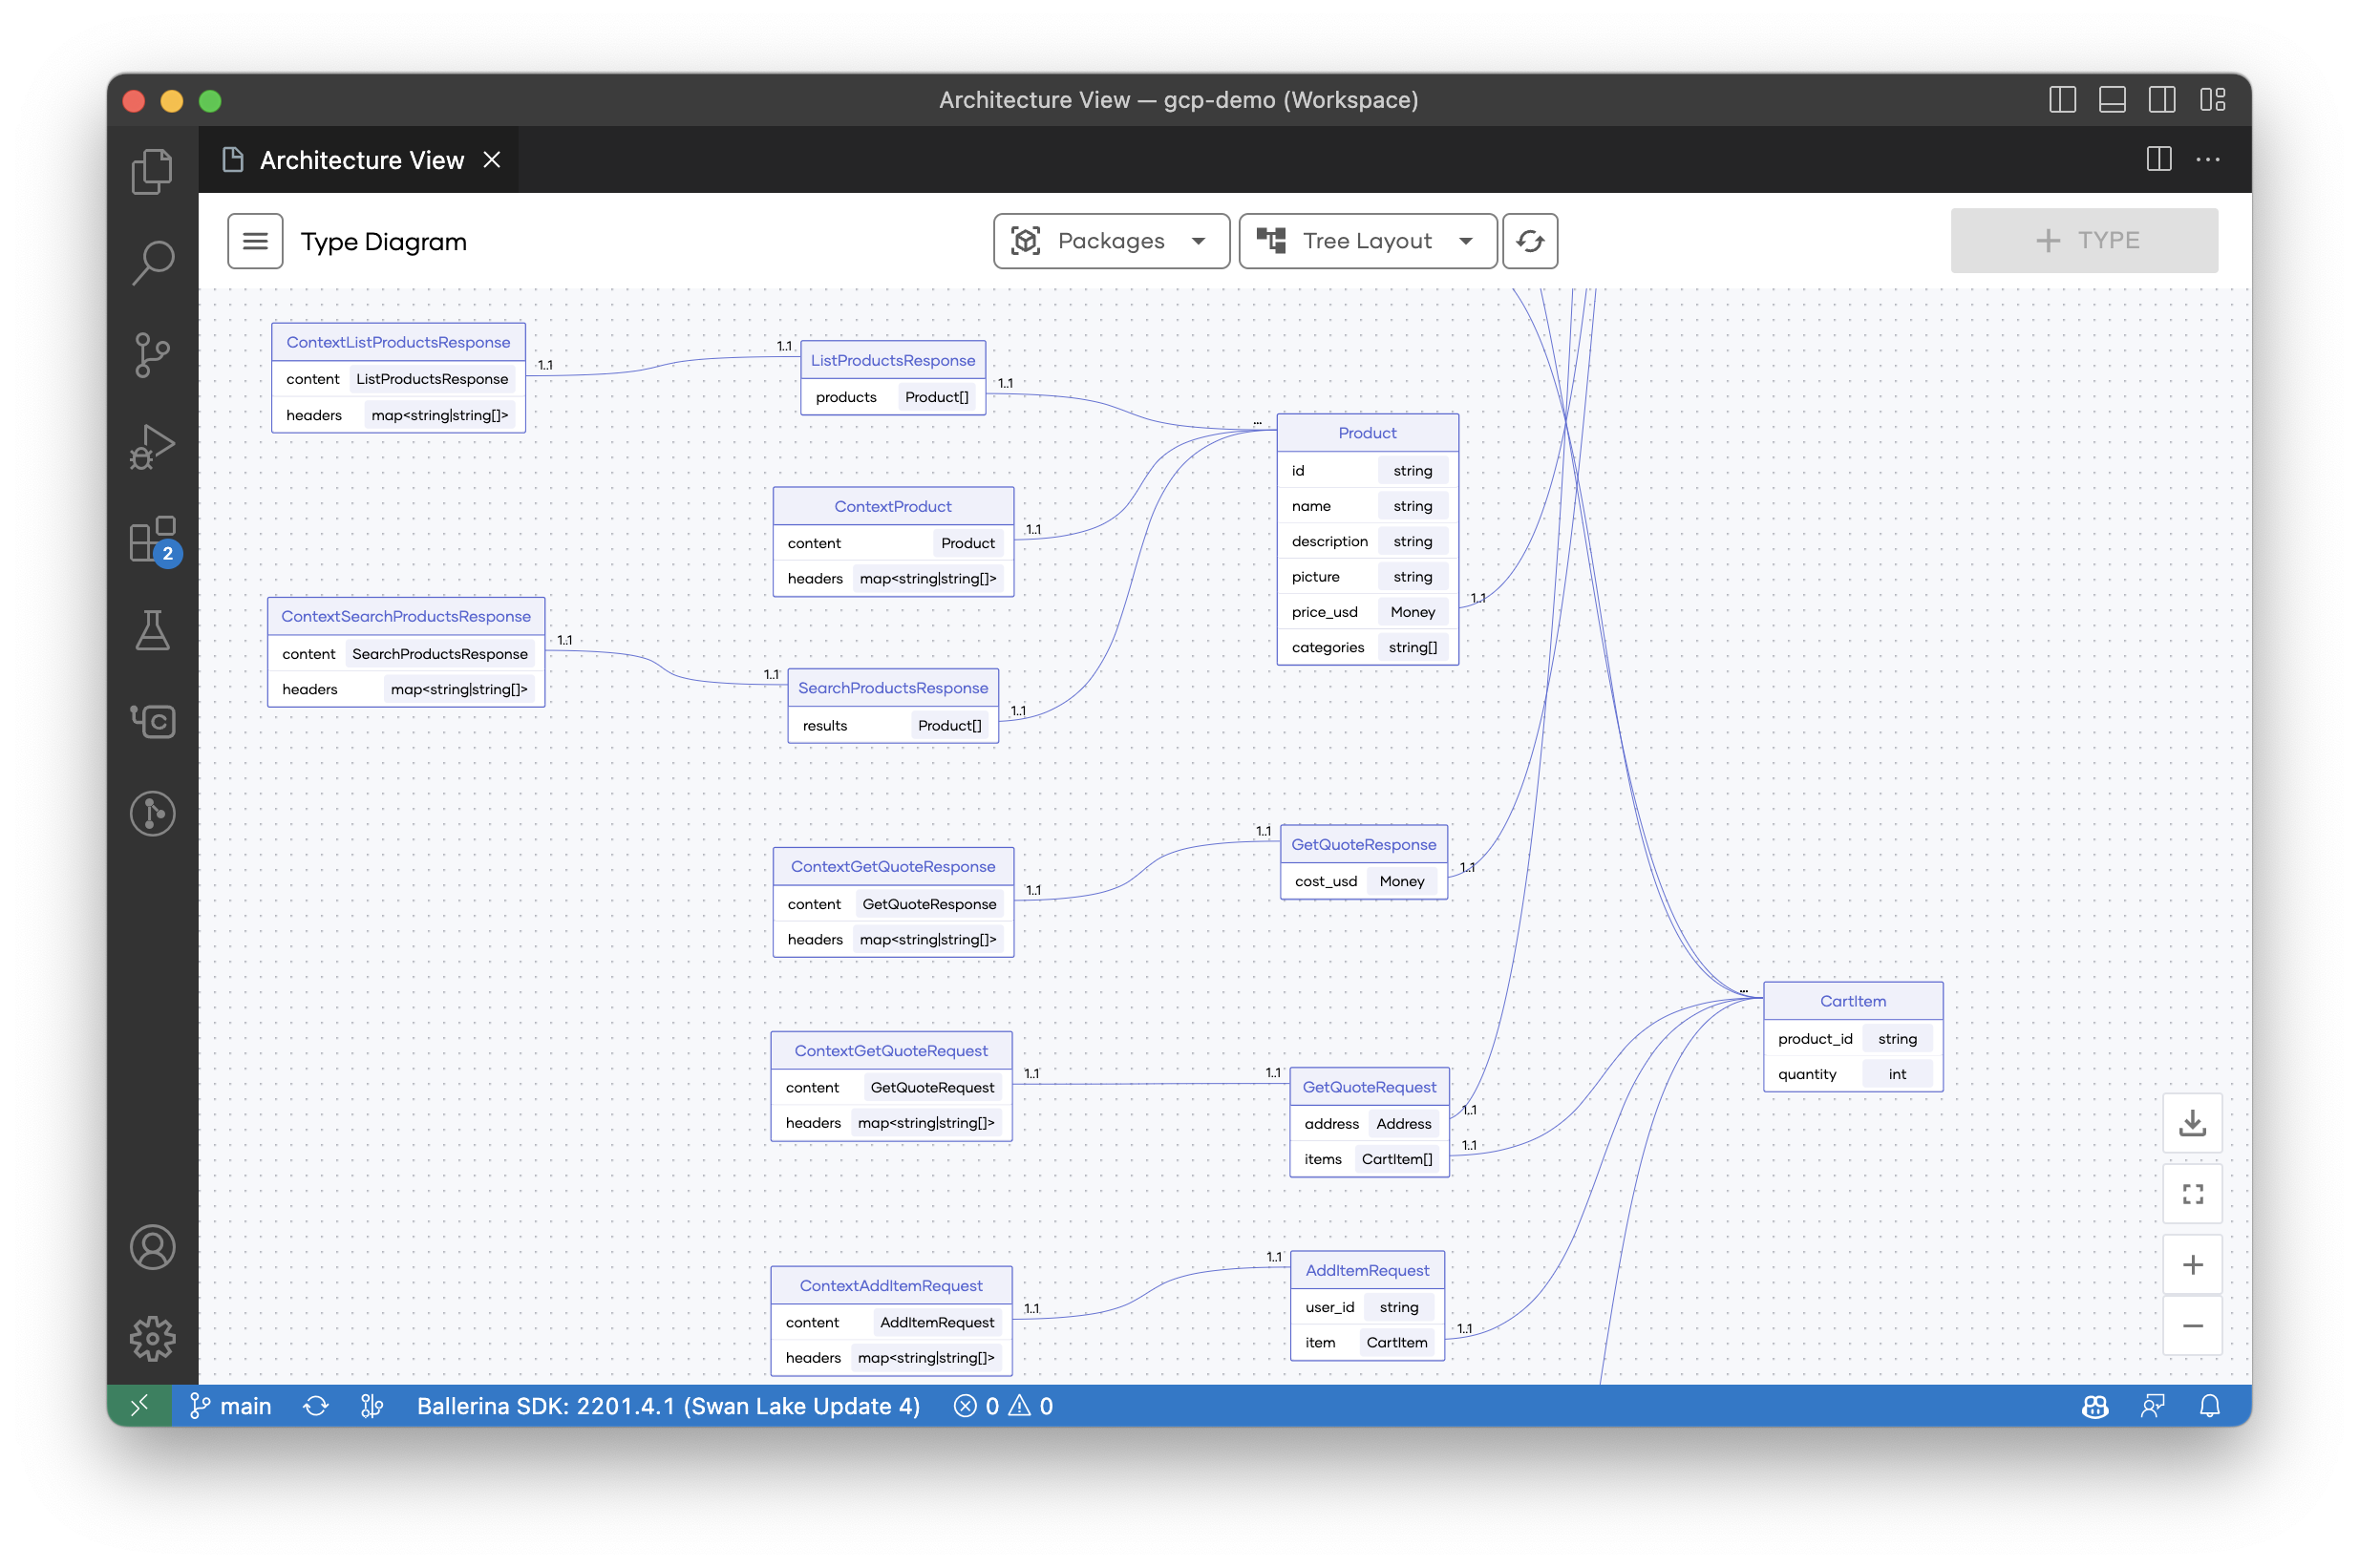 Architecture View — gcp-demo (Workspace)
Architecture View
Type Diagram
Packages
Tree Layout
+ TYPE
2
ContextListProductsResponse
content ListProductsResponse
headers map<string|string[]>
1..1
1..1
ListProductsResponse
products Product[]
1..1
...
Product
id string
name string
description string
picture string
price_usd Money
categories string[]
1..1
ContextProduct
content Product
headers map<string|string[]>
1..1
ContextSearchProductsResponse
content SearchProductsResponse
headers map<string|string[]>
1..1
1..1
SearchProductsResponse
results Product[]
1..1
ContextGetQuoteResponse
content GetQuoteResponse
headers map<string|string[]>
1..1
1..1
GetQuoteResponse
cost_usd Money
1..1
...
CartItem
product_id string
quantity int
ContextGetQuoteRequest
content GetQuoteRequest
headers map<string|string[]>
1..1
1..1
GetQuoteRequest
address Address
items CartItem[]
1..1
1..1
ContextAddItemRequest
content AddItemRequest
headers map<string|string[]>
1..1
1..1
AddItemRequest
user_id string
item CartItem
1..1
main
Ballerina SDK: 2201.4.1 (Swan Lake Update 4)
0
0